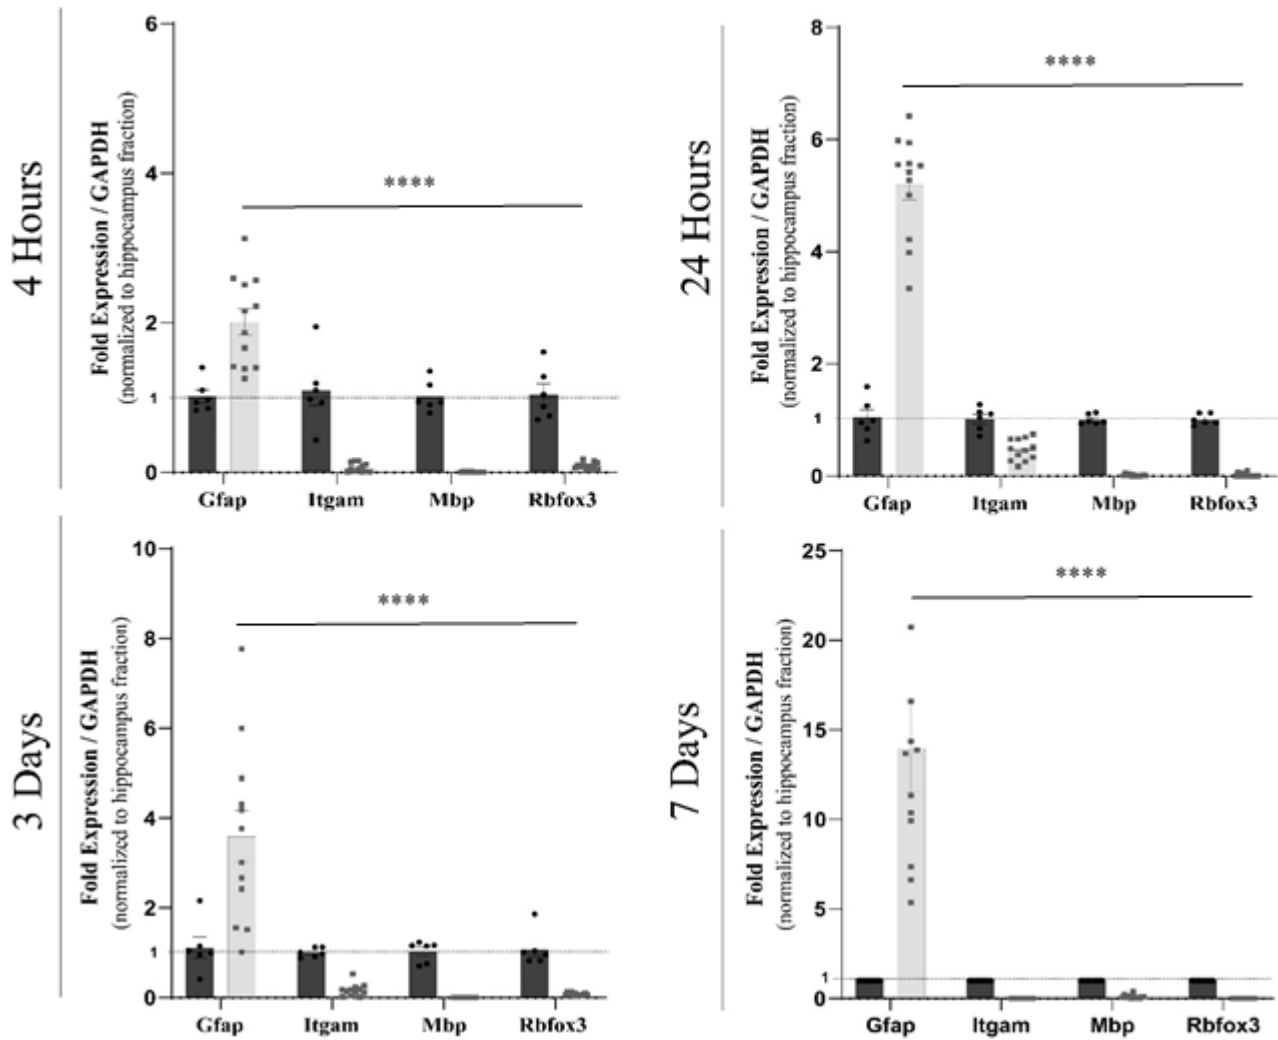 4 Hours
Fold Expression / GAPDH
(normalized to hippocampus fraction)
6
4
2
1
0
****
Gfap Itgam Mbp Rbfox3
24 Hours
Fold Expression / GAPDH
(normalized to hippocampus fraction)
8
6
4
2
1
0
****
Gfap Itgam Mbp Rbfox3
3 Days
Fold Expression / GAPDH
(normalized to hippocampus fraction)
10
8
6
4
2
1
0
****
Gfap Itgam Mbp Rbfox3
7 Days
Fold Expression / GAPDH
(normalized to hippocampus fraction)
25
20
15
10
5
1
0
****
Gfap Itgam Mbp Rbfox3